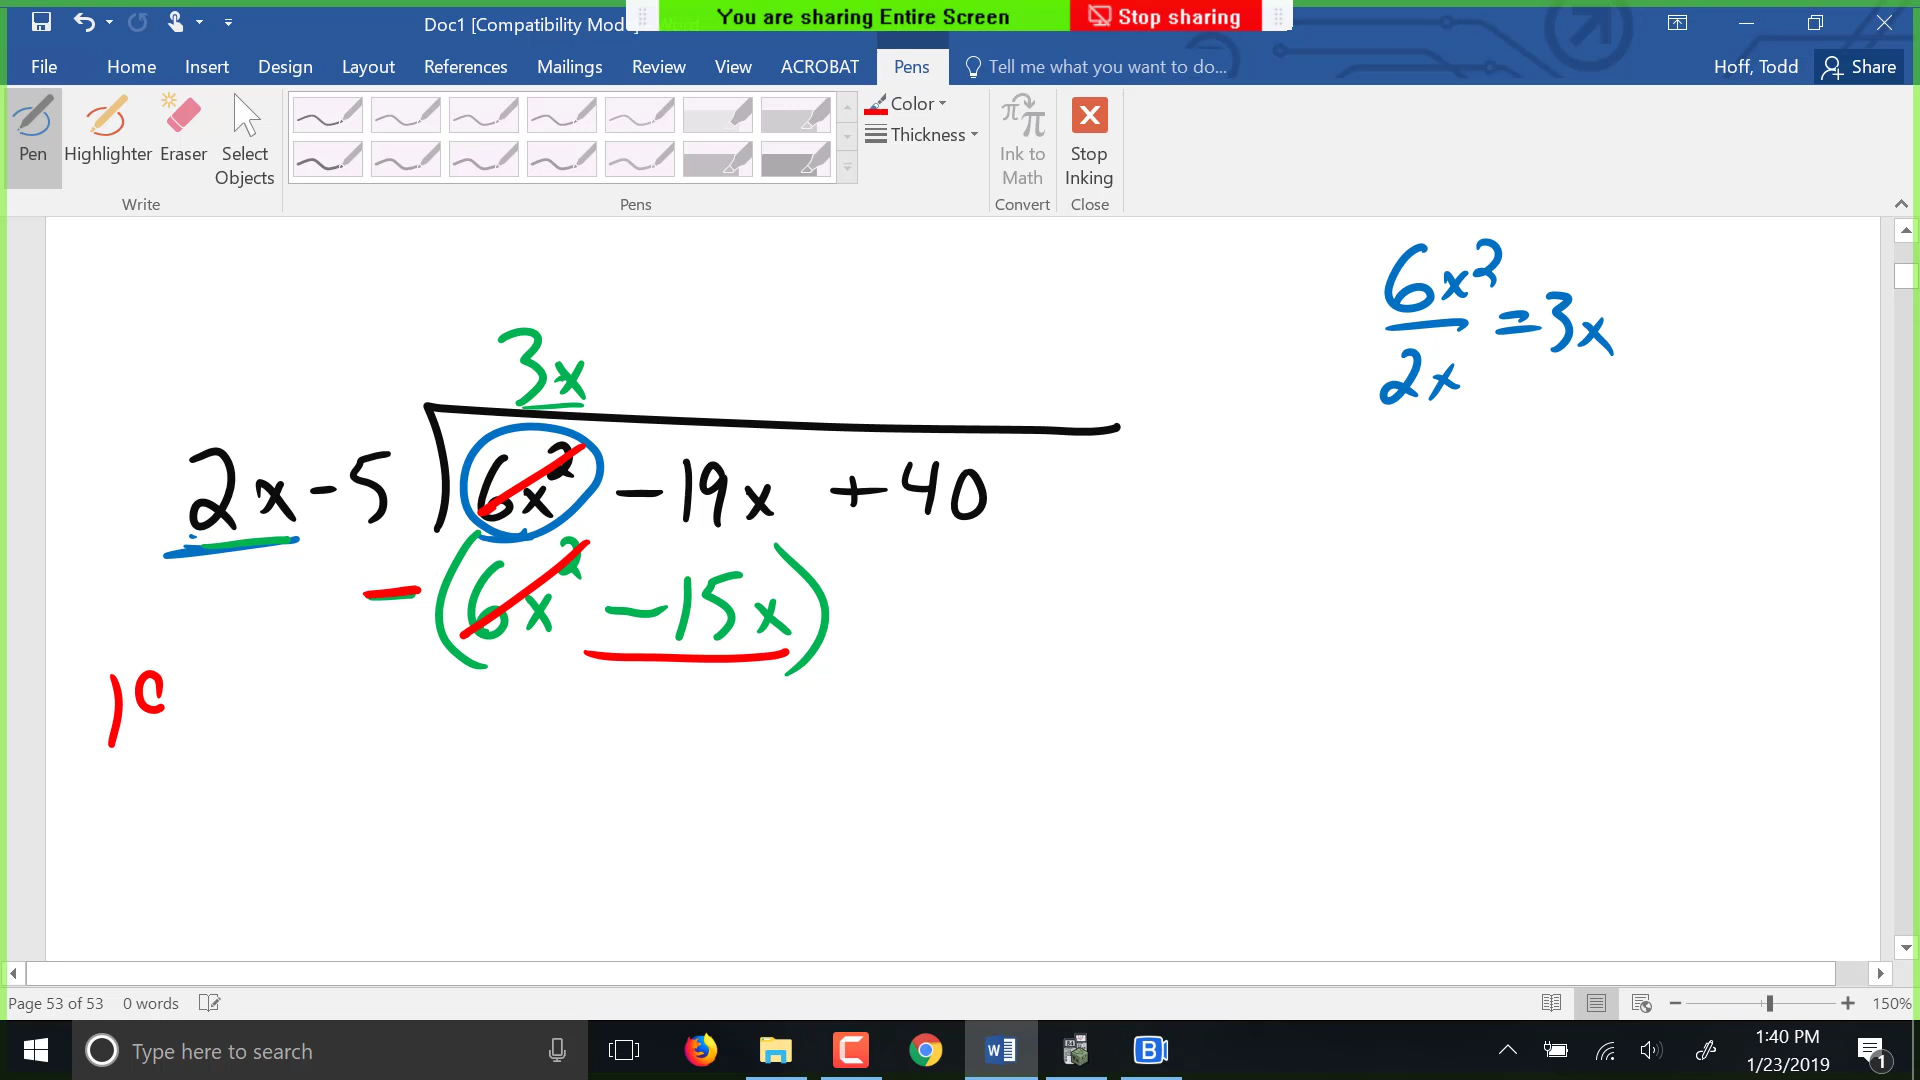 You are sharing Entire Screen Stop sharing
Doc1 [Compatibility Mod
File Home Insert Design Layout References Mailings Review View ACROBAT Pens Tell me what you want to do... Hoff, Todd Share
Color
Thickness
Pen Highlighter Eraser Select Objects Ink to Math Stop Inking
Write Pens Convert Close
6x² / 2x = 3x
3x
2x - 5 6x² - 19x + 40
- (6x² - 15x)
Page 53 of 53 0 words 150%
Type here to search 1:40 PM
1/23/2019
1